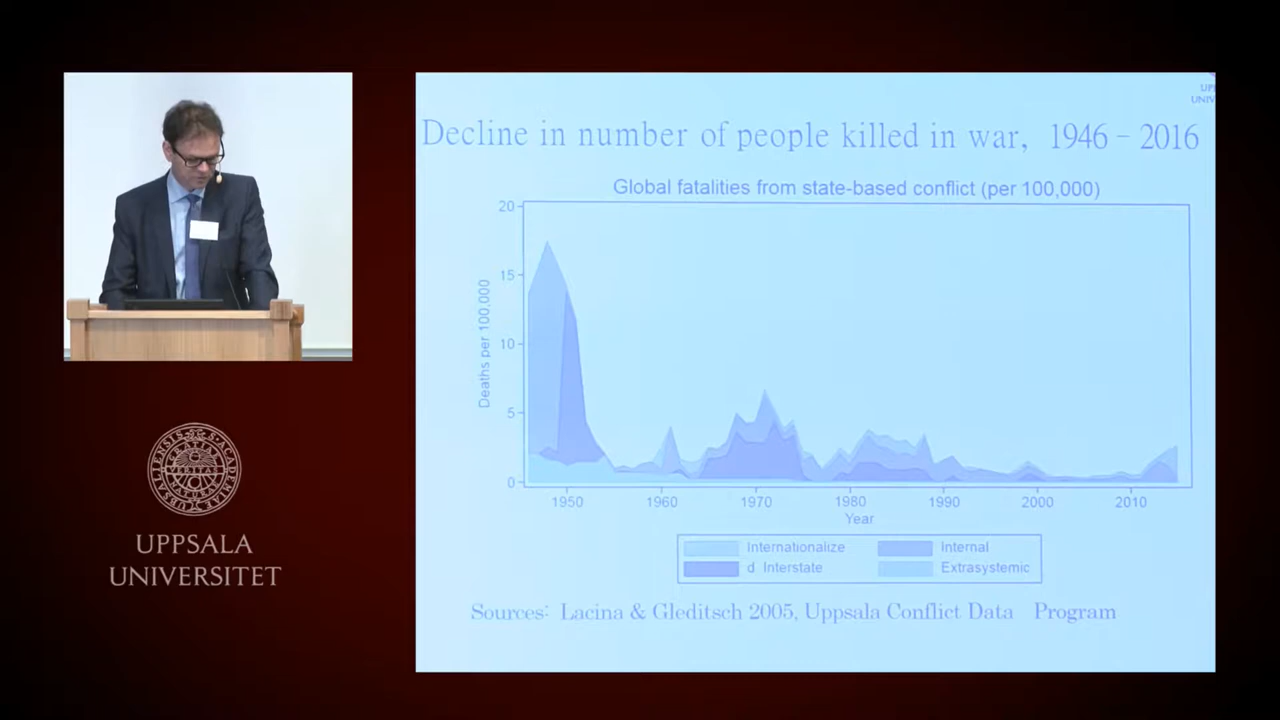 UPPSALA
UNIVERSITET
Decline in number of people killed in war, 1946 – 2016
Global fatalities from state-based conflict (per 100,000)
Deaths per 100,000
20
15
10
5
0
1950 1960 1970 1980 1990 2000 2010
Year
Internationalize Internal
d Interstate Extrasystemic
Sources: Lacina & Gleditsch 2005, Uppsala Conflict Data Program